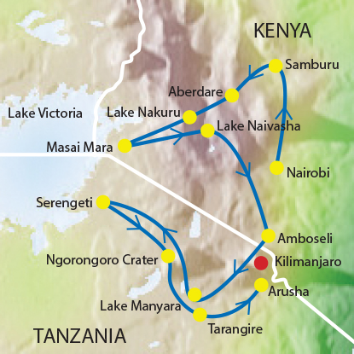 KENYA
Samburu
Aberdare
Lake Victoria
Lake Nakuru
Lake Naivasha
Masai Mara
Nairobi
Serengeti
Amboseli
Ngorongoro Crater
Kilimanjaro
Arusha
Lake Manyara
Tarangire
TANZANIA